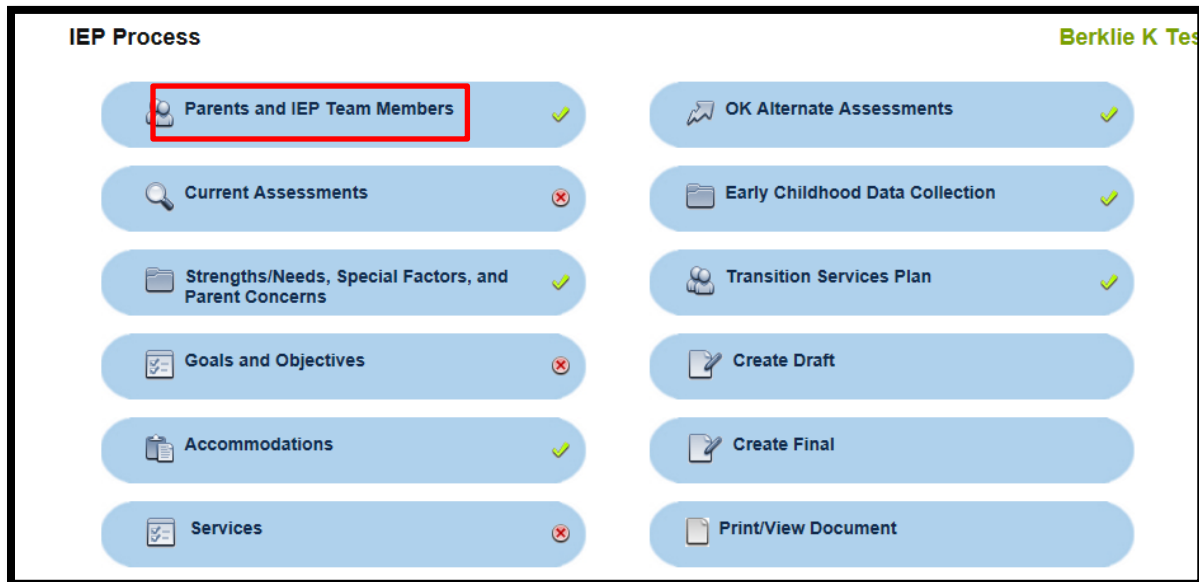 IEP Process
Berklie K Tes
Parents and IEP Team Members
Current Assessments
Strengths/Needs, Special Factors, and
Parent Concerns
Goals and Objectives
Accommodations
Services
OK Alternate Assessments
Early Childhood Data Collection
Transition Services Plan
Create Draft
Create Final
Print/View Document